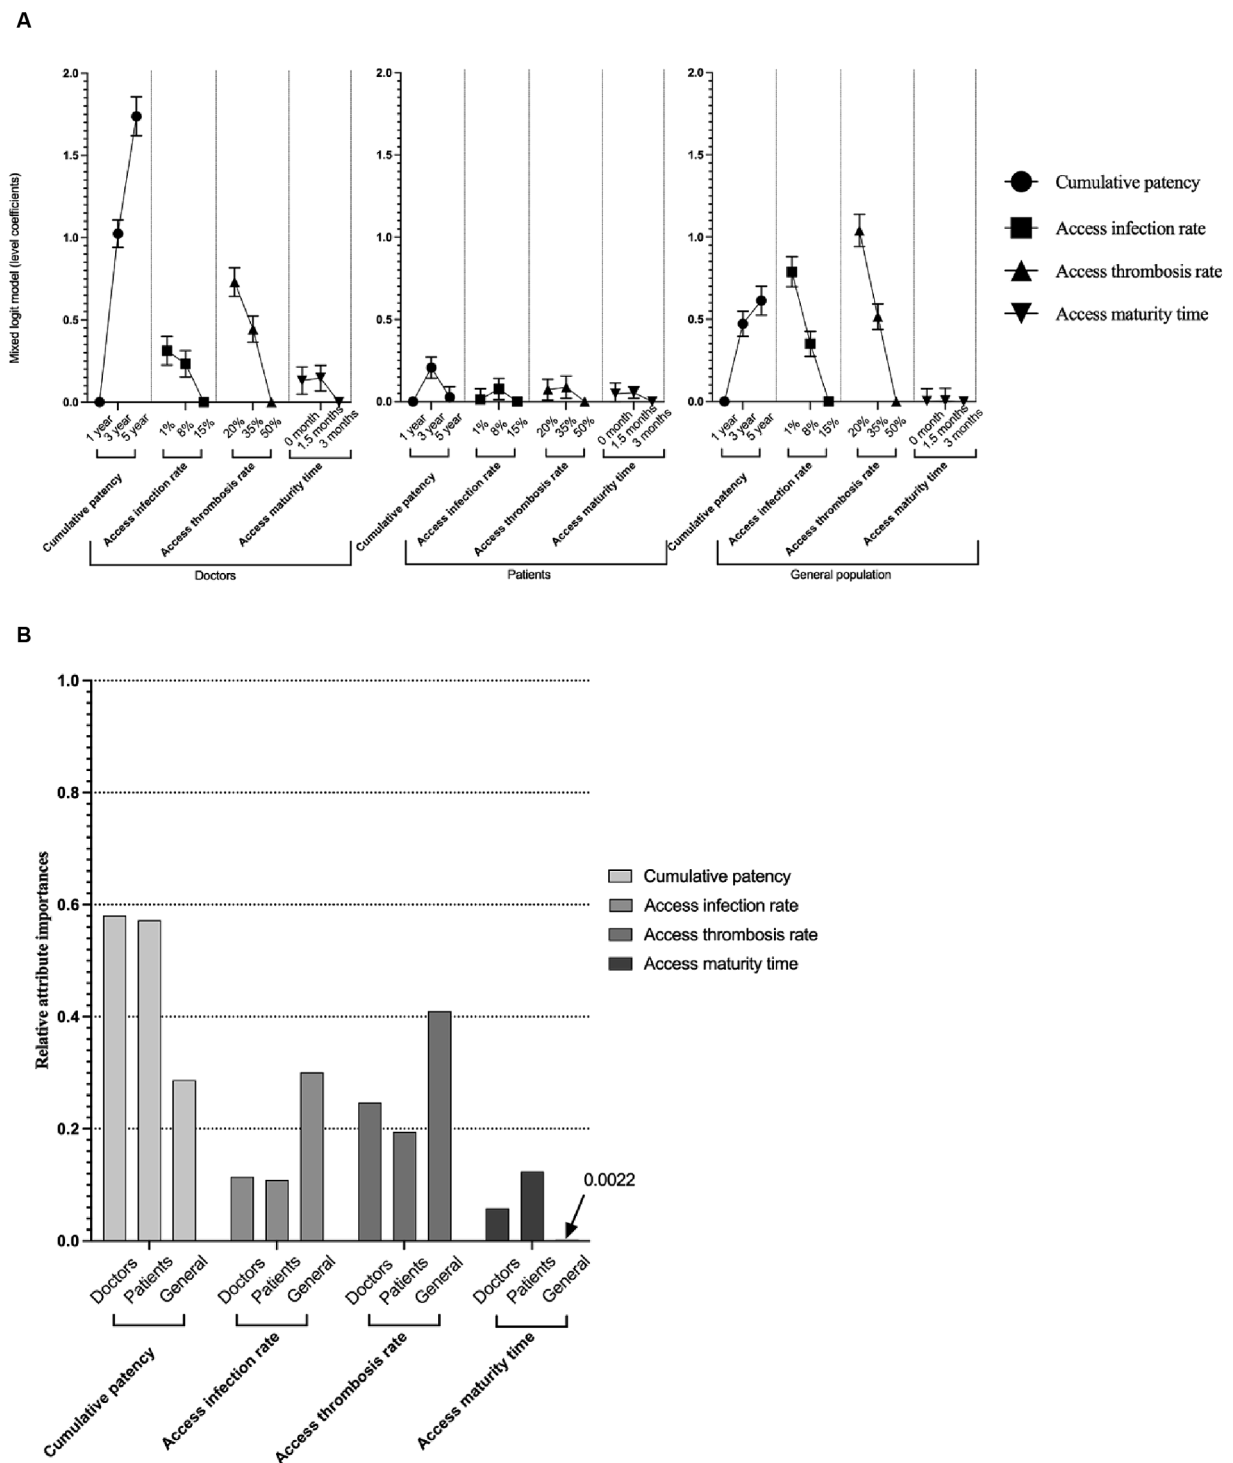 A
Mixed logit model (level coefficients)
2.0
1.5
1.0
0.5
0.0
1 year
3 year
5 year
1%
8%
15%
20%
35%
50%
0 month
1.5 months
3 months
Cumulative patency
Access infection rate
Access thrombosis rate
Access maturity time
Doctors
2.0
1.5
1.0
0.5
0.0
1 year
3 year
5 year
1%
8%
15%
20%
35%
50%
0 month
1.5 months
3 months
Cumulative patency
Access infection rate
Access thrombosis rate
Access maturity time
Patients
2.0
1.5
1.0
0.5
0.0
1 year
3 year
5 year
1%
8%
15%
20%
35%
50%
0 month
1.5 months
3 months
Cumulative patency
Access infection rate
Access thrombosis rate
Access maturity time
General population
Cumulative patency
Access infection rate
Access thrombosis rate
Access maturity time
B
Relative attribute importances
1.0
0.8
0.6
0.4
0.2
0.0
0.0022
Doctors
Patients
General
Doctors
Patients
General
Doctors
Patients
General
Doctors
Patients
General
Cumulative patency
Access infection rate
Access thrombosis rate
Access maturity time
Cumulative patency
Access infection rate
Access thrombosis rate
Access maturity time